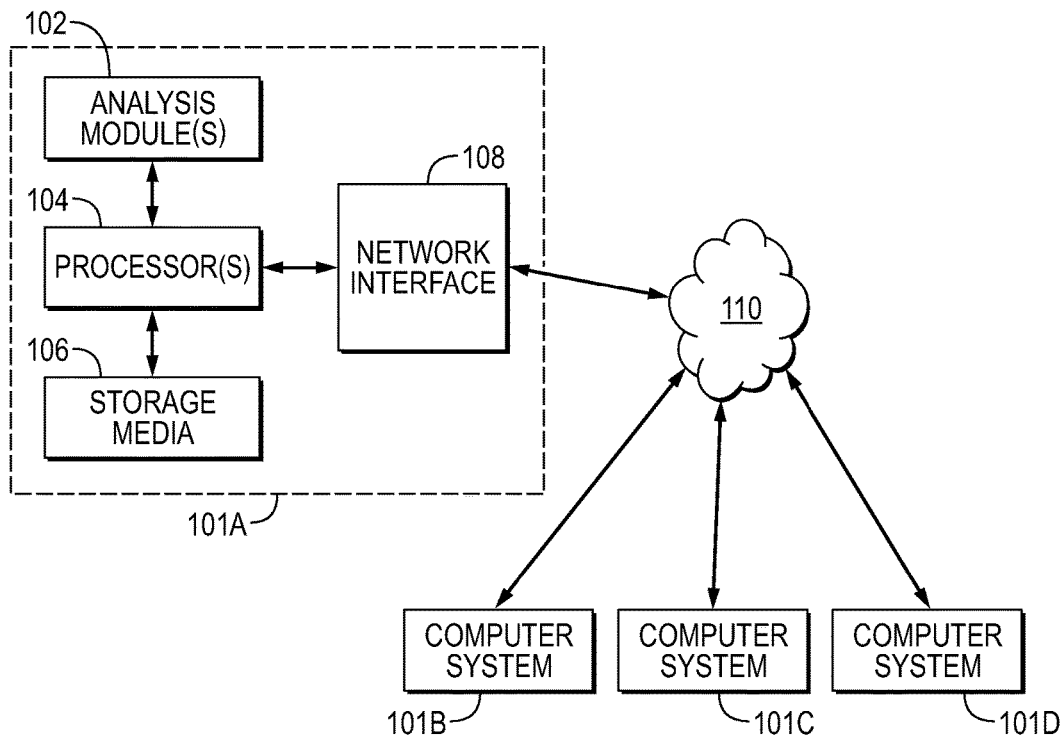 102
ANALYSIS
MODULE(S)
108
104
PROCESSOR(S)
NETWORK
INTERFACE
110
106
STORAGE
MEDIA
101A
COMPUTER
SYSTEM
COMPUTER
SYSTEM
COMPUTER
SYSTEM
101B
101C
101D